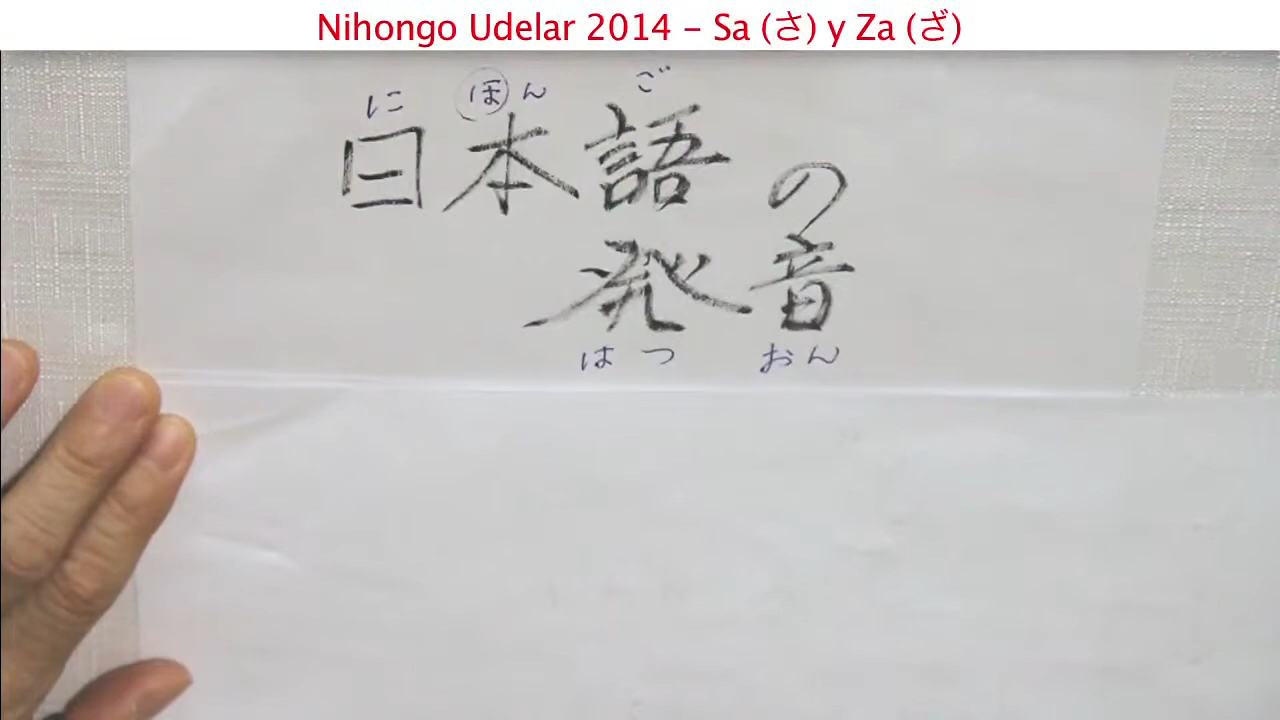 Nihongo Udelar 2014 - Sa (さ) y Za (ざ)
に ほん ご
日本語の
発音
はつ おん